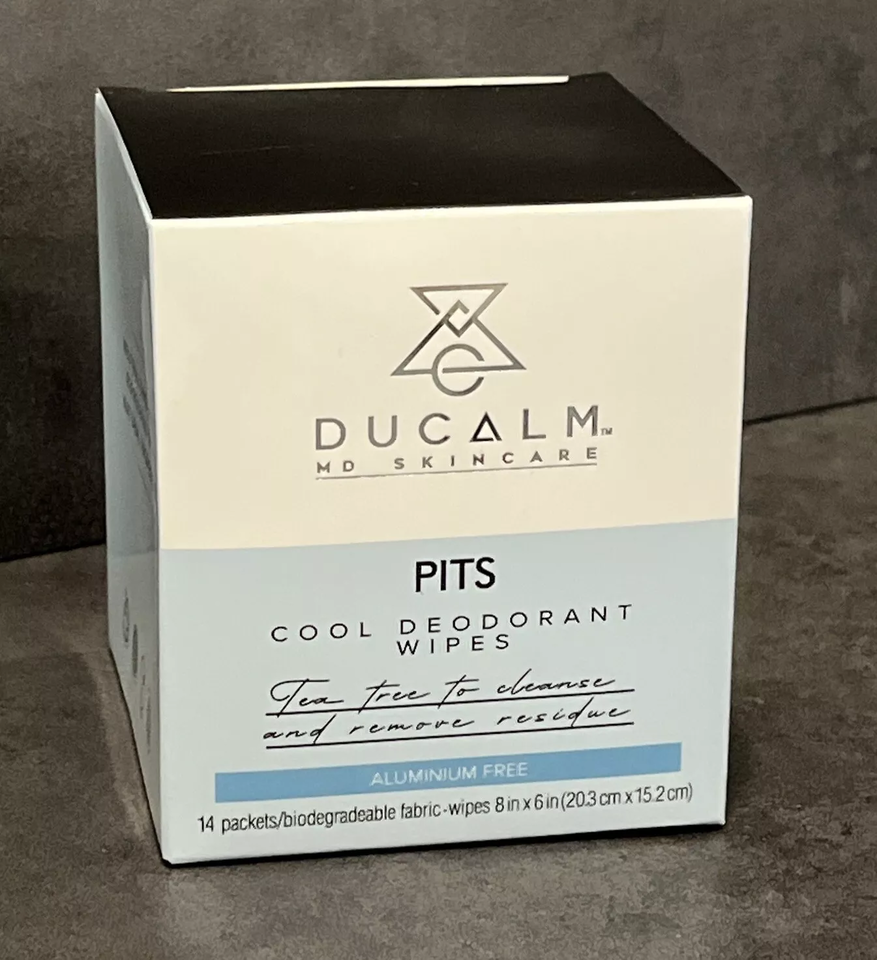 DUCALM™
MD SKINCARE
PITS
COOL DEODORANT
WIPES
Tea tree to cleanse
and remove residue
ALUMINIUM FREE
14 packets/biodegradeable fabric-wipes 8 in x 6 in (20.3 cm x 15.2 cm)